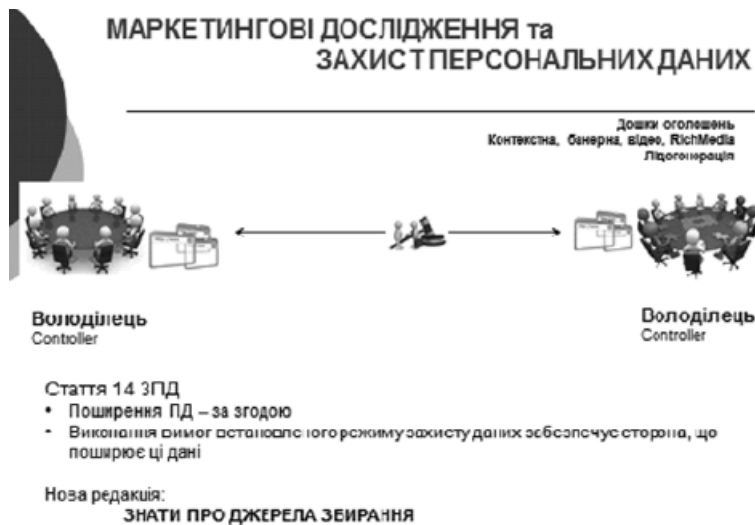 МАРКЕТИНГОВІ ДОСЛІДЖЕННЯ та
ЗАХИСТ ПЕРСОНАЛЬНИХ ДАНИХ
Дошки оголошень
Контекстна, банерна, відео, RichMedia
Лідогенерація
Володілець
Controller
Володілець
Controller
Стаття 14 ЗПД
• Поширення ПД – за згодою
- Виконання вимог встановленого режиму захисту даних забезпечує сторона, що
поширює ці дані
Нова редакція:
ЗНАТИ ПРО ДЖЕРЕЛА ЗБИРАННЯ